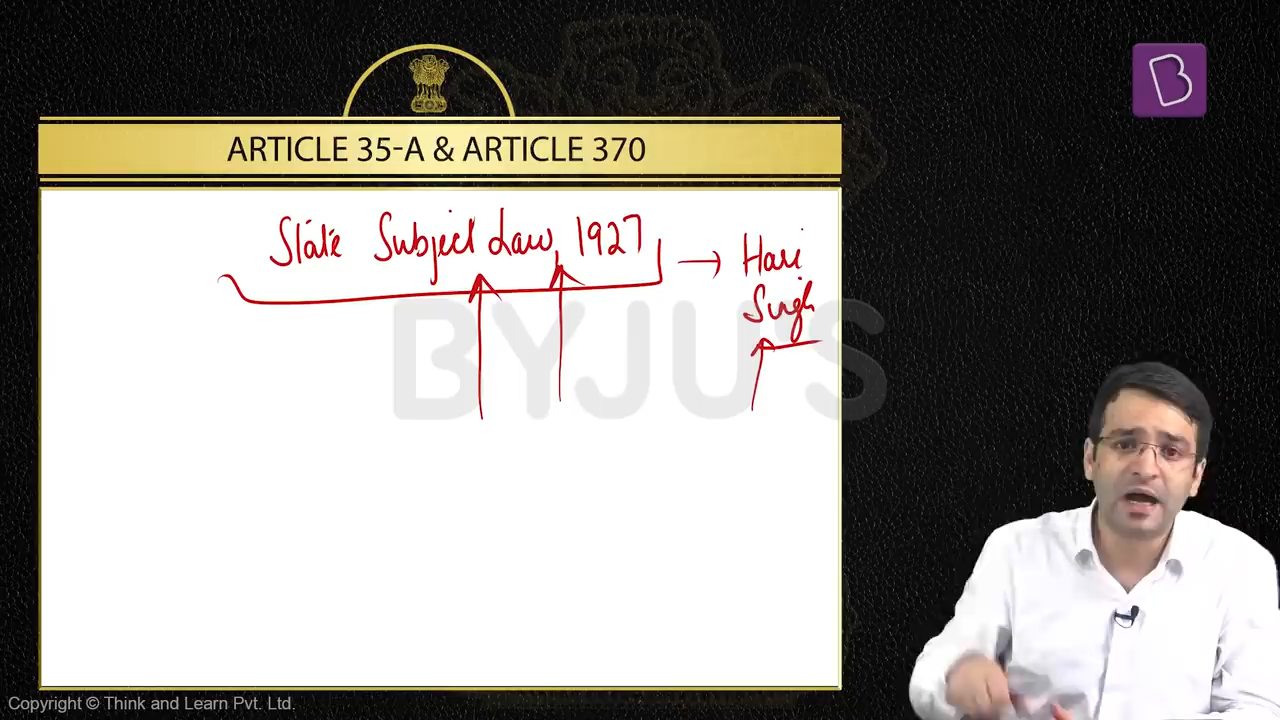 ARTICLE 35-A & ARTICLE 370
State Subject Law, 1927 → Hari
Singh
BYJU'S
Copyright © Think and Learn Pvt. Ltd.